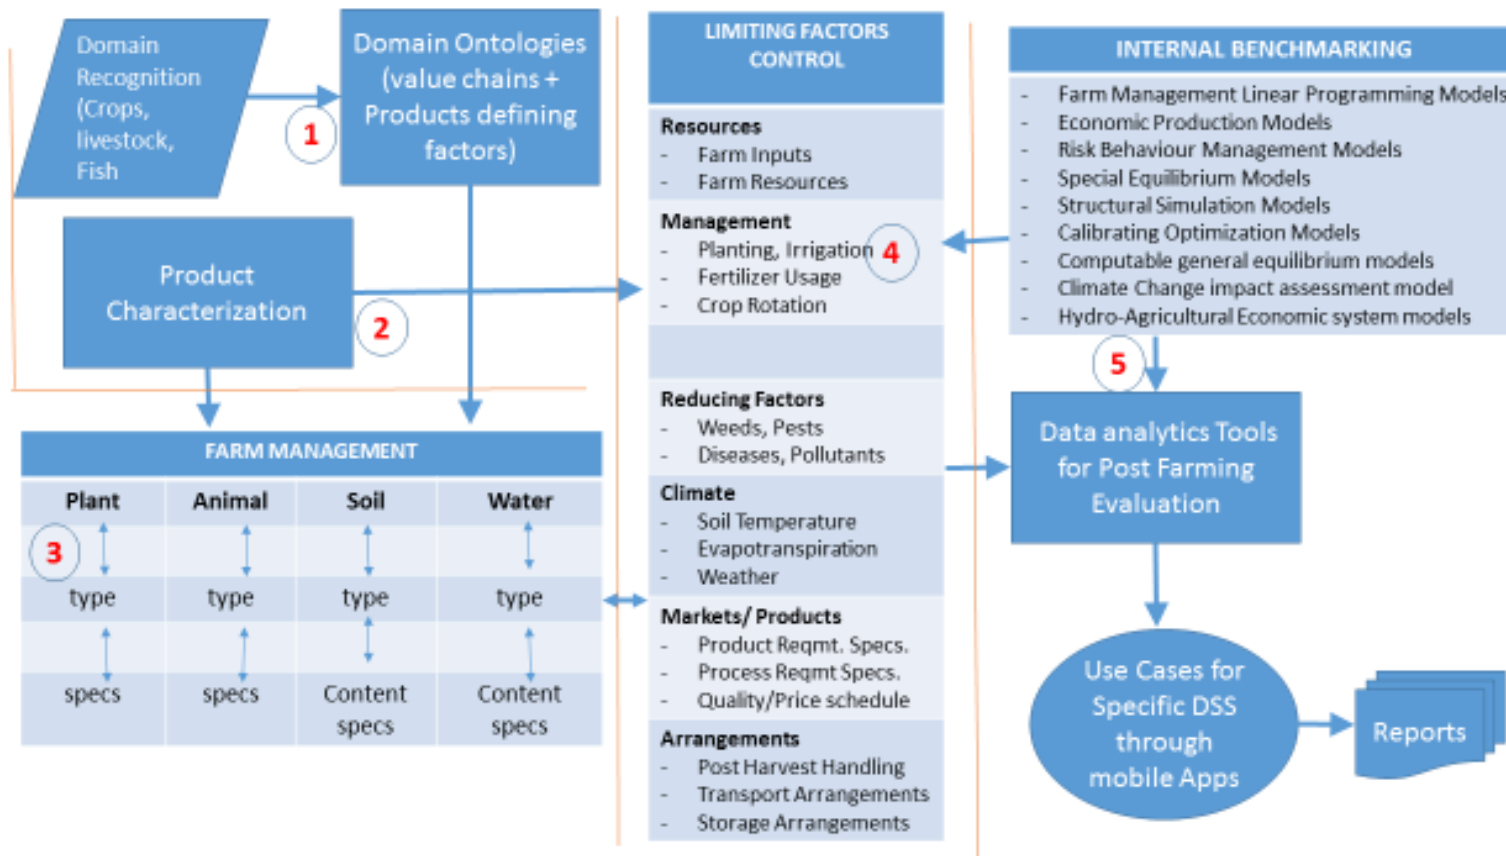 Domain
Recognition
(Crops,
livestock,
Fish
1
Domain Ontologies
(value chains +
Products defining
factors)
Product
Characterization
2
FARM MANAGEMENT
Plant Animal Soil Water
3
type type type type
specs specs Content specs Content specs
LIMITING FACTORS
CONTROL
Resources
- Farm Inputs
- Farm Resources
Management
- Planting, Irrigation
- Fertilizer Usage
- Crop Rotation
4
Reducing Factors
- Weeds, Pests
- Diseases, Pollutants
Climate
- Soil Temperature
- Evapotranspiration
- Weather
Markets/ Products
- Product Reqmt. Specs.
- Process Reqmt Specs.
- Quality/Price schedule
Arrangements
- Post Harvest Handling
- Transport Arrangements
- Storage Arrangements
INTERNAL BENCHMARKING
- Farm Management Linear Programming Models
- Economic Production Models
- Risk Behaviour Management Models
- Special Equilibrium Models
- Structural Simulation Models
- Calibrating Optimization Models
- Computable general equilibrium models
- Climate Change impact assessment model
- Hydro-Agricultural Economic system models
5
Data analytics Tools
for Post Farming
Evaluation
Use Cases for
Specific DSS
through
mobile Apps
Reports